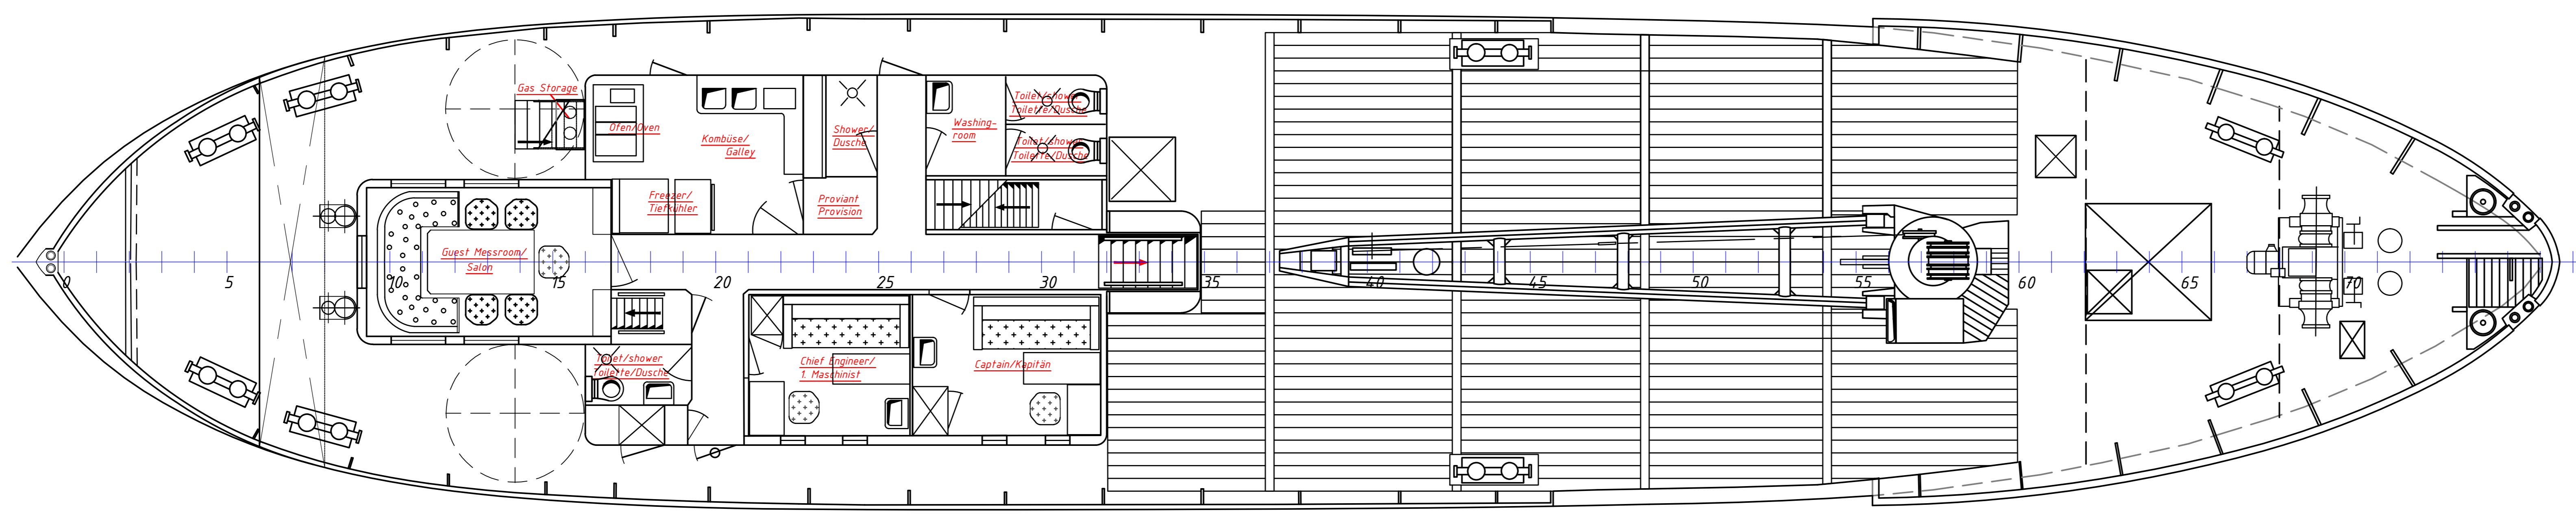 Gas Storage
Ofen/Oven
Kombüse/
Galley
Shower/
Dusche
Washing-
room
Toilet/shower
Toilette/Dusche
Toilet/shower
Toilette/Dusche
Freezer/
Tiefkühler
Proviant
Provision
Guest Messroom/
Salon
0 5 10 15 20 25 30 35 40 45 50 55 60 65 70
Toilet/shower
Toilette/Dusche
Chief Engineer/
1. Maschinist
Captain/Kapitän